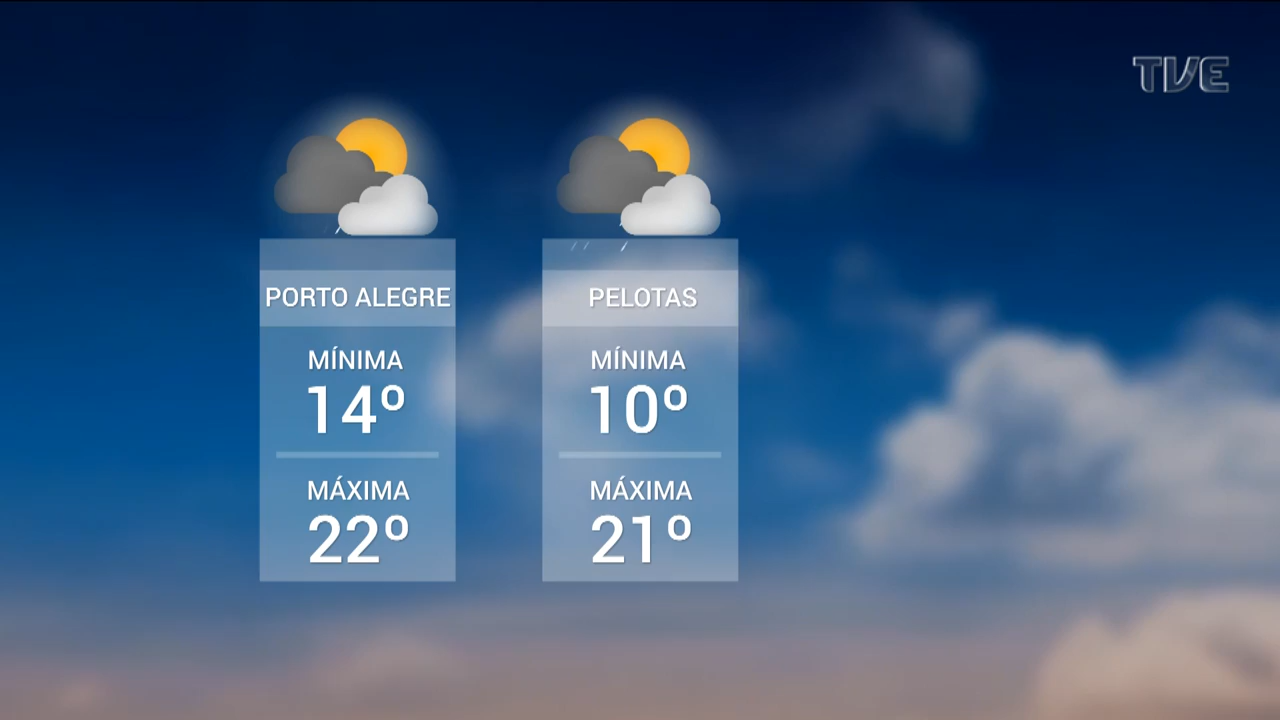 TVE
PORTO ALEGRE
MÍNIMA
14º
MÁXIMA
22º
PELOTAS
MÍNIMA
10º
MÁXIMA
21º